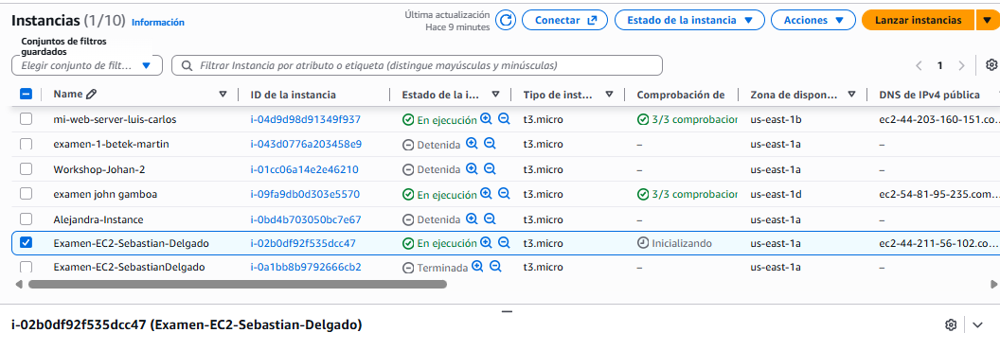 Instancias (1/10) Información
Última actualización
Hace 9 minutes
Conectar
Estado de la instancia
Acciones
Lanzar instancias
Conjuntos de filtros
guardados
Elegir conjunto de filt...
Filtrar Instancia por atributo o etiqueta (distingue mayúsculas y minúsculas)
1
Name ID de la instancia Estado de la i... Tipo de inst... Comprobación de Zona de dispon... DNS de IPv4 pública
mi-web-server-luis-carlos i-04d9d98d91349f937 En ejecución t3.micro 3/3 comprobacion us-east-1b ec2-44-203-160-151.co...
examen-1-betek-martin i-043d0776a203458e9 Detenida t3.micro – us-east-1a –
Workshop-Johan-2 i-01cc06a14e2e46210 Detenida t3.micro – us-east-1a –
examen john gamboa i-09fa9db0d303e5570 En ejecución t3.micro 3/3 comprobacion us-east-1d ec2-54-81-95-235.com...
Alejandra-Instance i-0bd4b703050bc7e67 Detenida t3.micro – us-east-1a –
Examen-EC2-Sebastian-Delgado i-02b0df92f535dcc47 En ejecución t3.micro Inicializando us-east-1a ec2-44-211-56-102.co...
Examen-EC2-SebastianDelgado i-0a1bb8b9792666cb2 Terminada t3.micro – us-east-1a –
i-02b0df92f535dcc47 (Examen-EC2-Sebastian-Delgado)